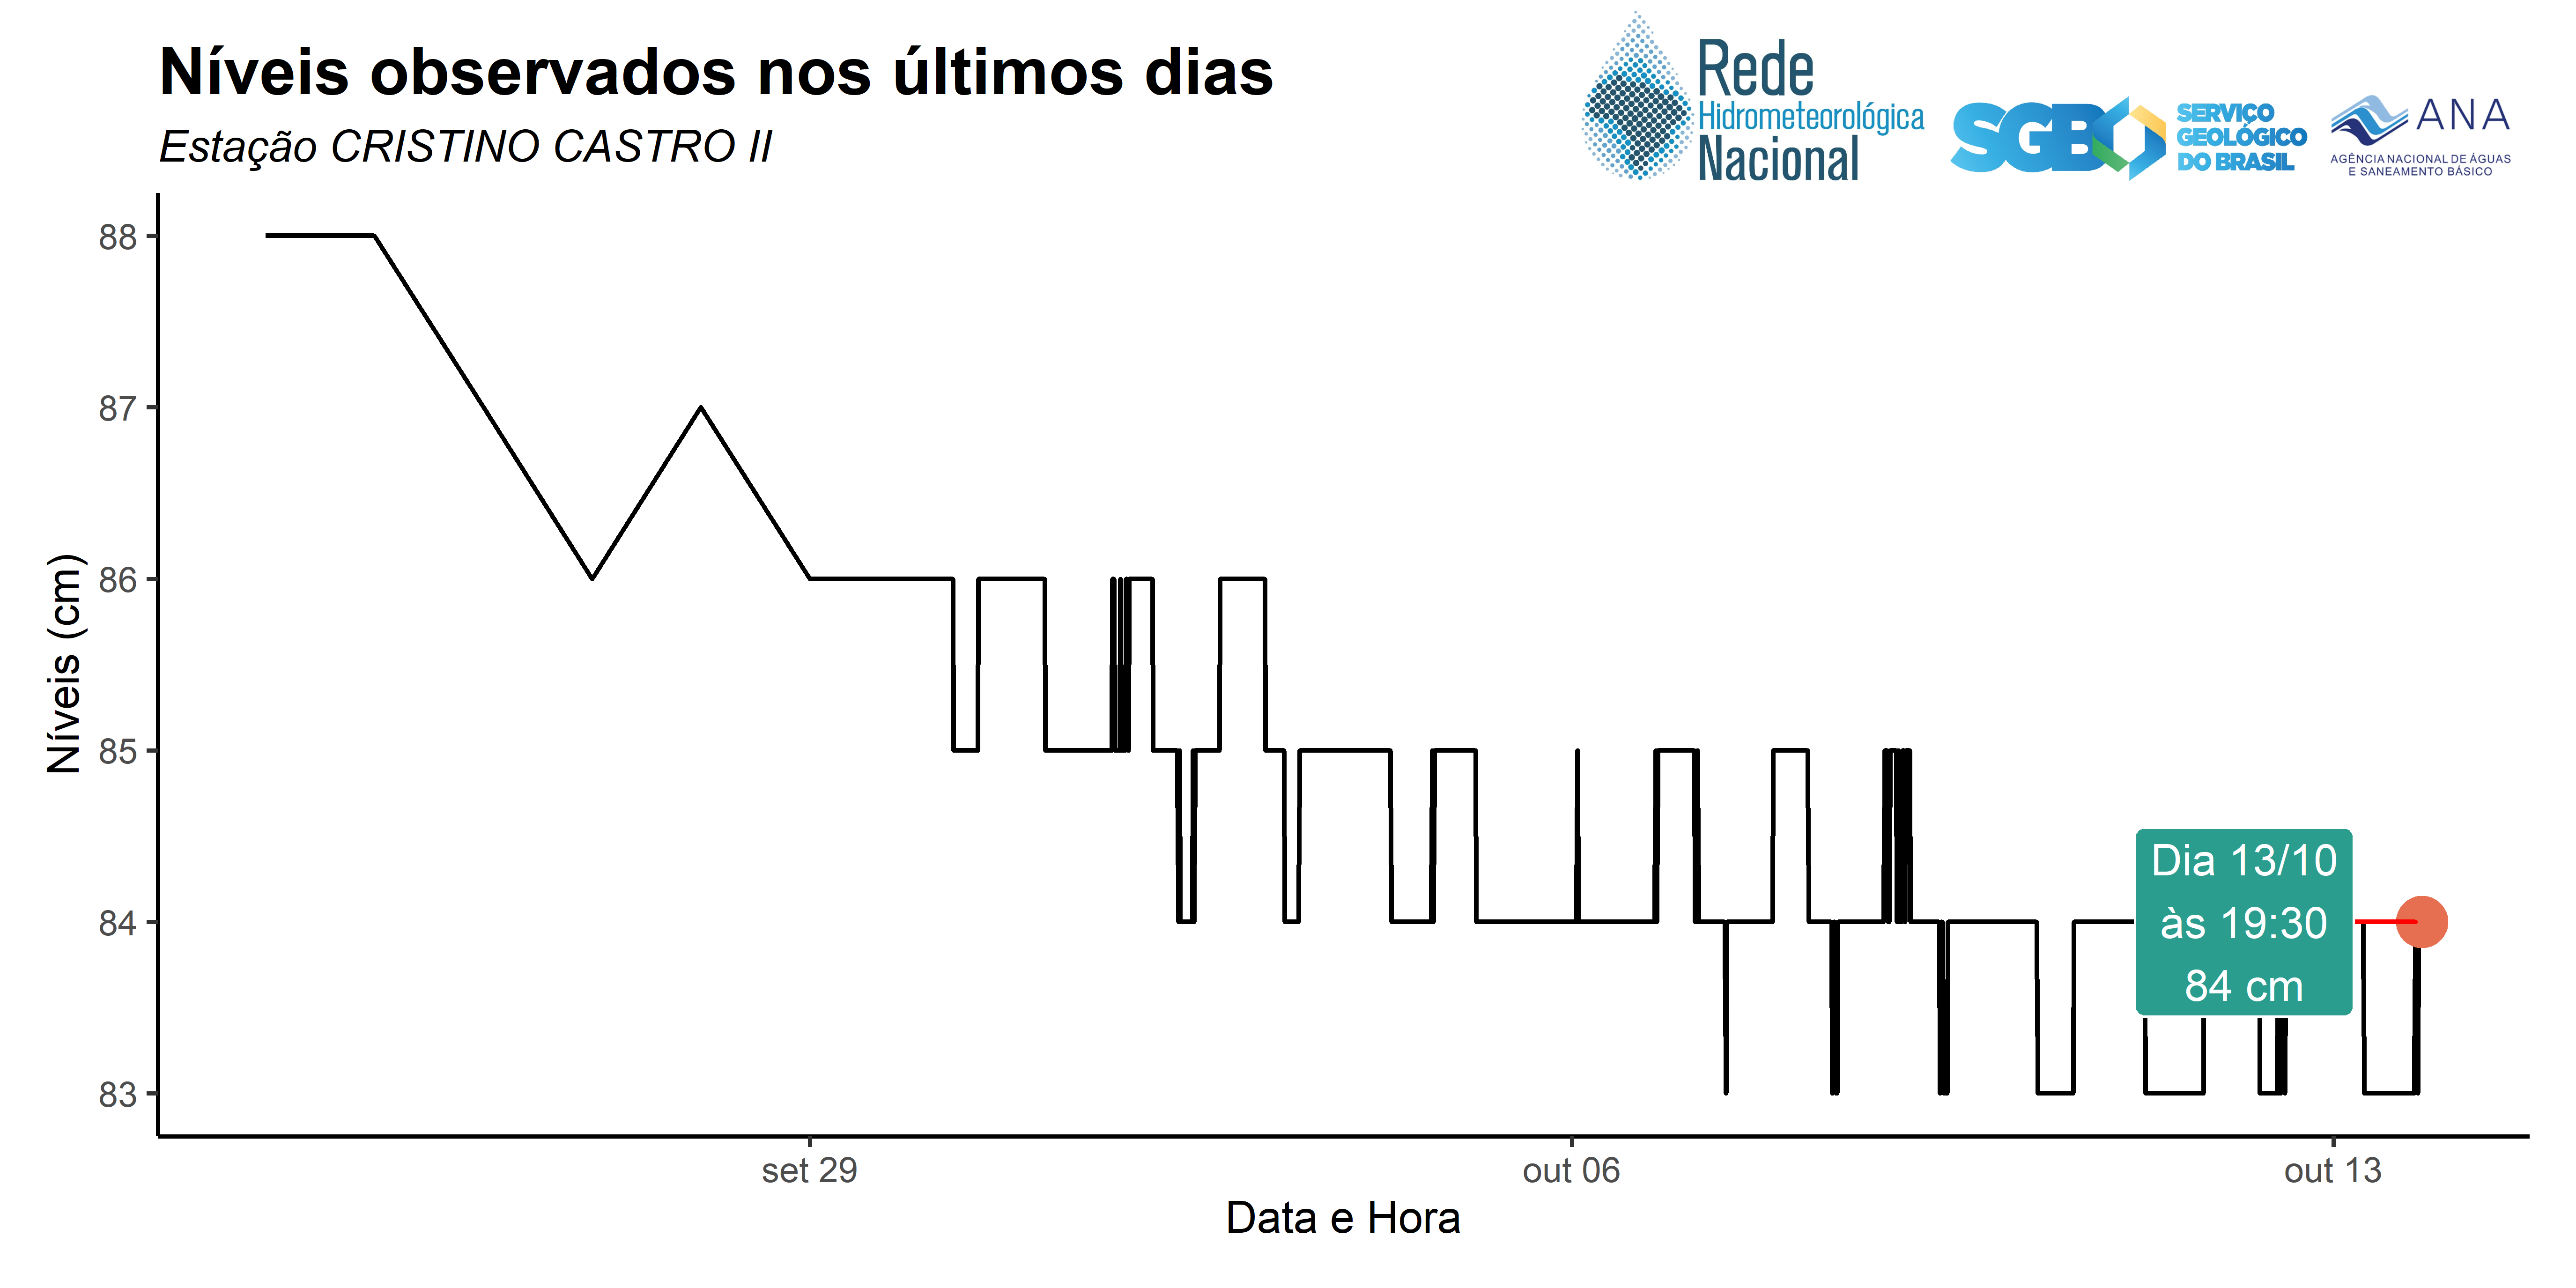 Níveis observados nos últimos dias
Estação CRISTINO CASTRO II
Rede
Hidrometeorológica
Nacional
SGB
SERVIÇO
GEOLÓGICO
DO BRASIL
ANA
AGÊNCIA NACIONAL DE ÁGUAS
E SANEAMENTO BÁSICO
Níveis (cm)
88
87
86
85
84
83
Dia 13/10
às 19:30
84 cm
set 29
out 06
out 13
Data e Hora